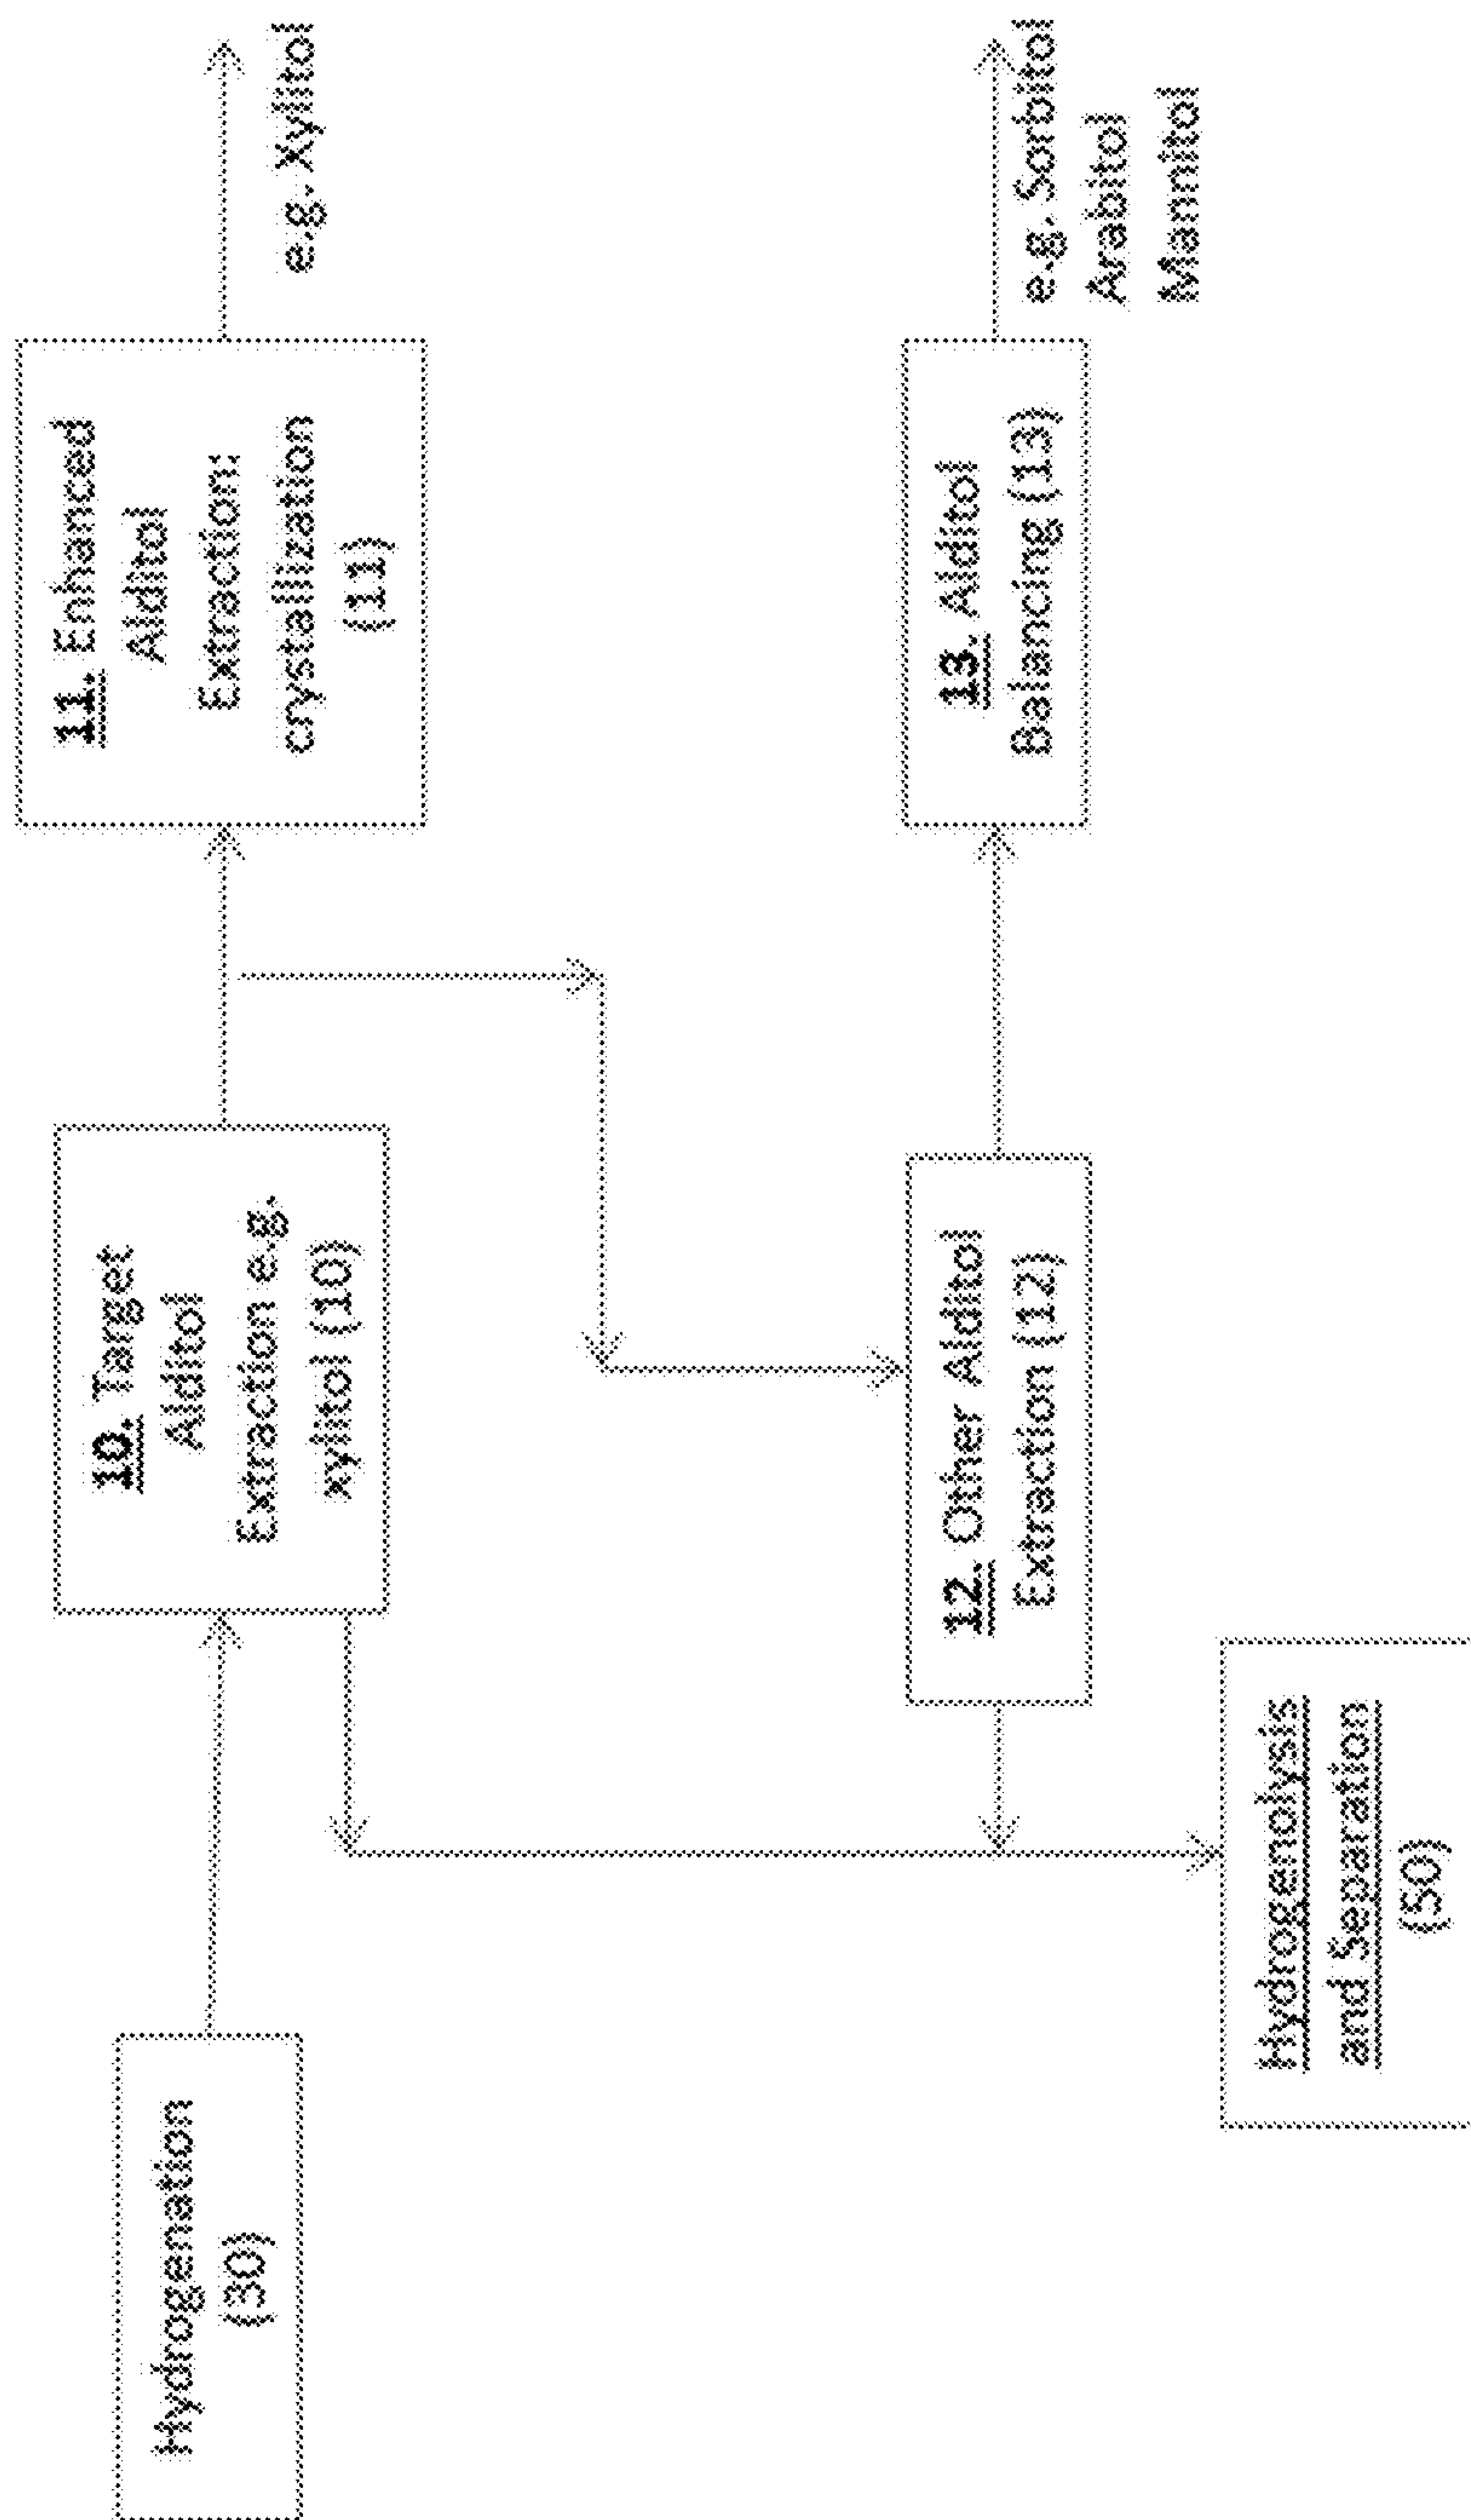 Hydrogenation
(30)
10. Target
Alditol
Extraction e.g.
xylitol (10)
11. Enhanced
Alditol
Extraction:
crystallization
(11)
e.g. Xylitol
12. Other Alditol
Extraction (12)
13. Alditol
Balancing (13)
e.g. Sorbitol
Arabitol
Mannitol
Hydrogenolysis
and Separation
(50)